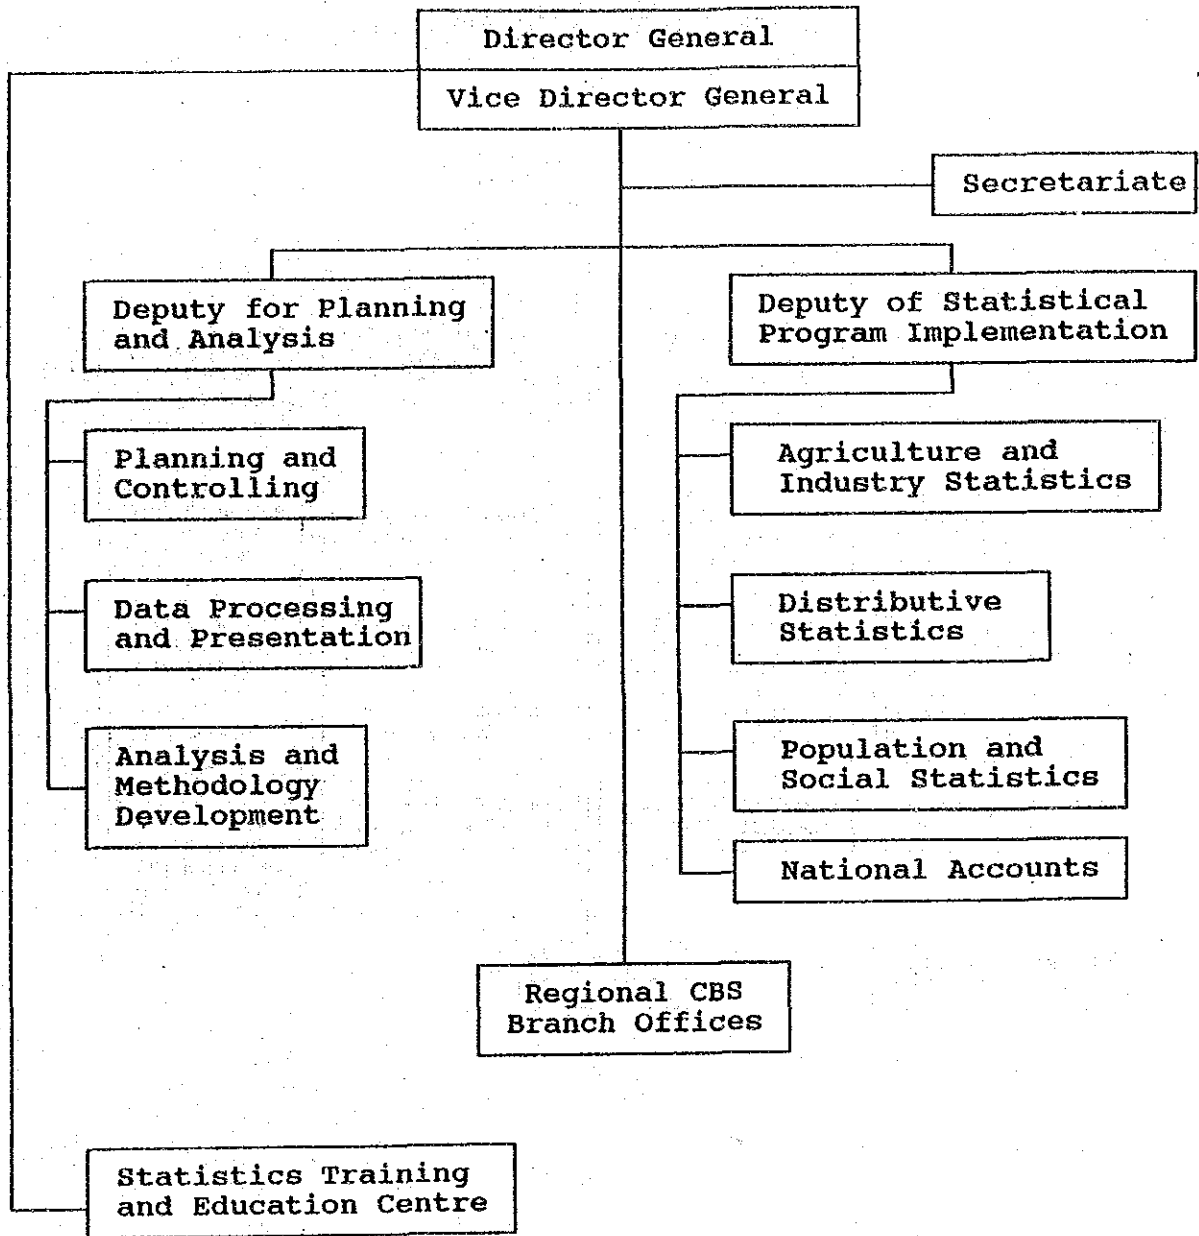 Director General
Vice Director General
Secretariate
Deputy for Planning
and Analysis
Deputy of Statistical
Program Implementation
Planning and
Controlling
Agriculture and
Industry Statistics
Data Processing
and Presentation
Distributive
Statistics
Analysis and
Methodology
Development
Population and
Social Statistics
National Accounts
Regional CBS
Branch Offices
Statistics Training
and Education Centre